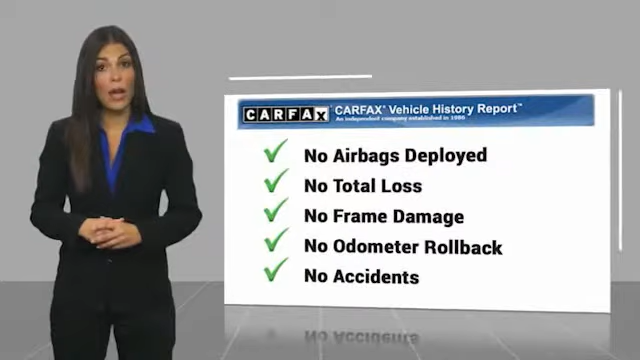 CARFAX CARFAX Vehicle History Report™
An independent company established in 1986
No Airbags Deployed
No Total Loss
No Frame Damage
No Odometer Rollback
No Accidents